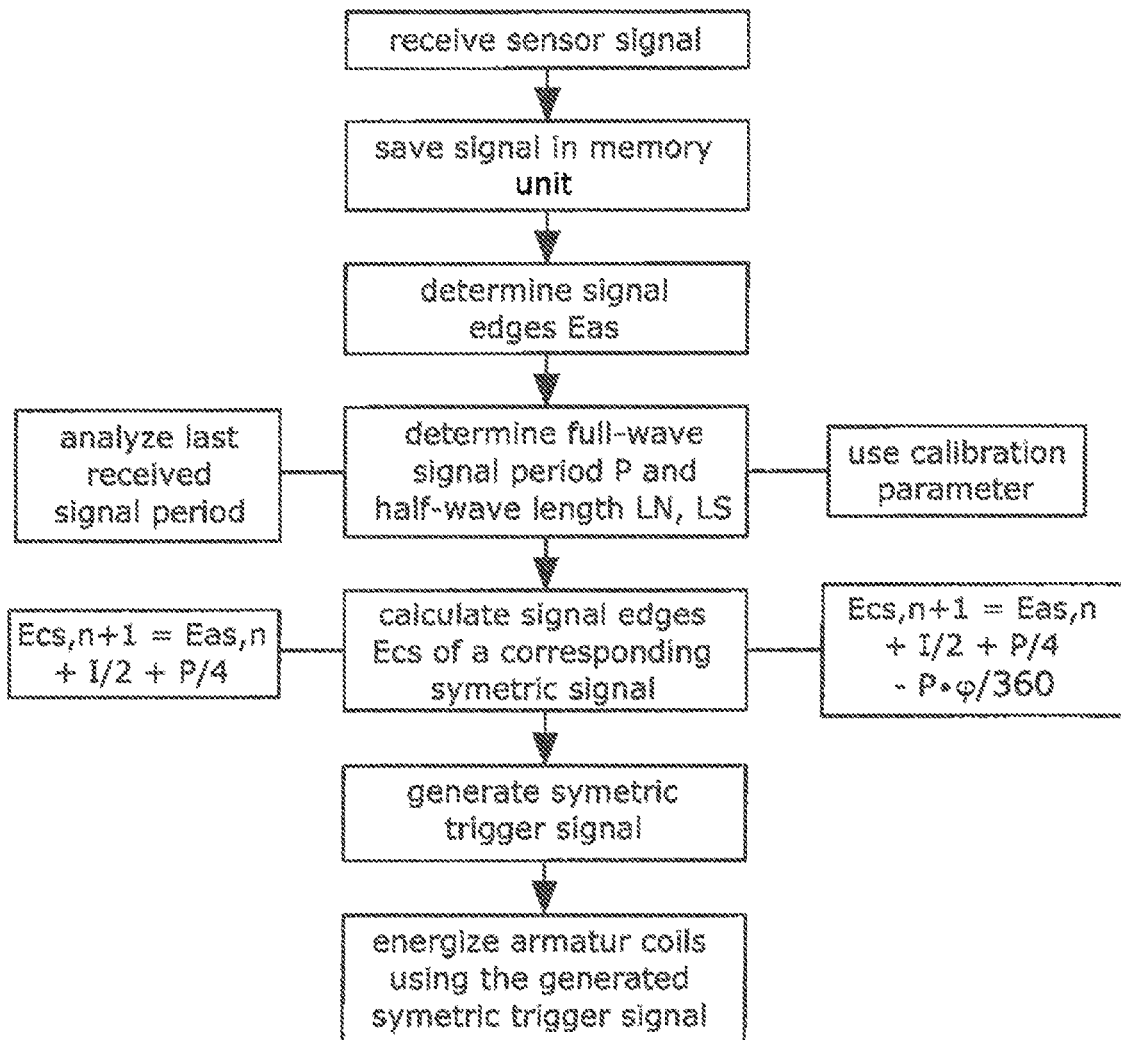 receive sensor signal
save signal in memory
unit
determine signal
edges Eas
analyze last
received
signal period
determine full-wave
signal period P and
half-wave length LN, LS
use calibration
parameter
Ecs,n+1 = Eas,n
+ I/2 + P/4
calculate signal edges
Ecs of a corresponding
symetric signal
Ecs,n+1 = Eas,n
+ I/2 + P/4
- P•φ/360
generate symetric
trigger signal
energize armatur coils
using the generated
symetric trigger signal